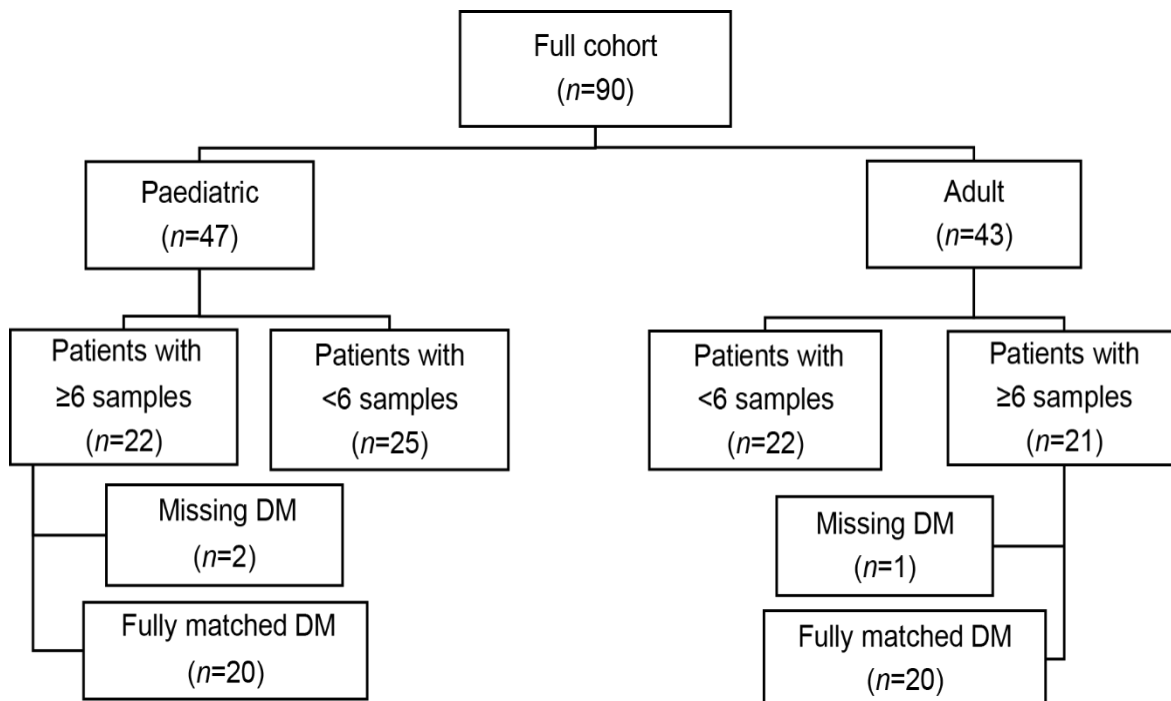 Full cohort
(n=90)
Paediatric
(n=47)
Adult
(n=43)
Patients with
≥6 samples
(n=22)
Patients with
<6 samples
(n=25)
Patients with
<6 samples
(n=22)
Patients with
≥6 samples
(n=21)
Missing DM
(n=2)
Fully matched DM
(n=20)
Missing DM
(n=1)
Fully matched DM
(n=20)